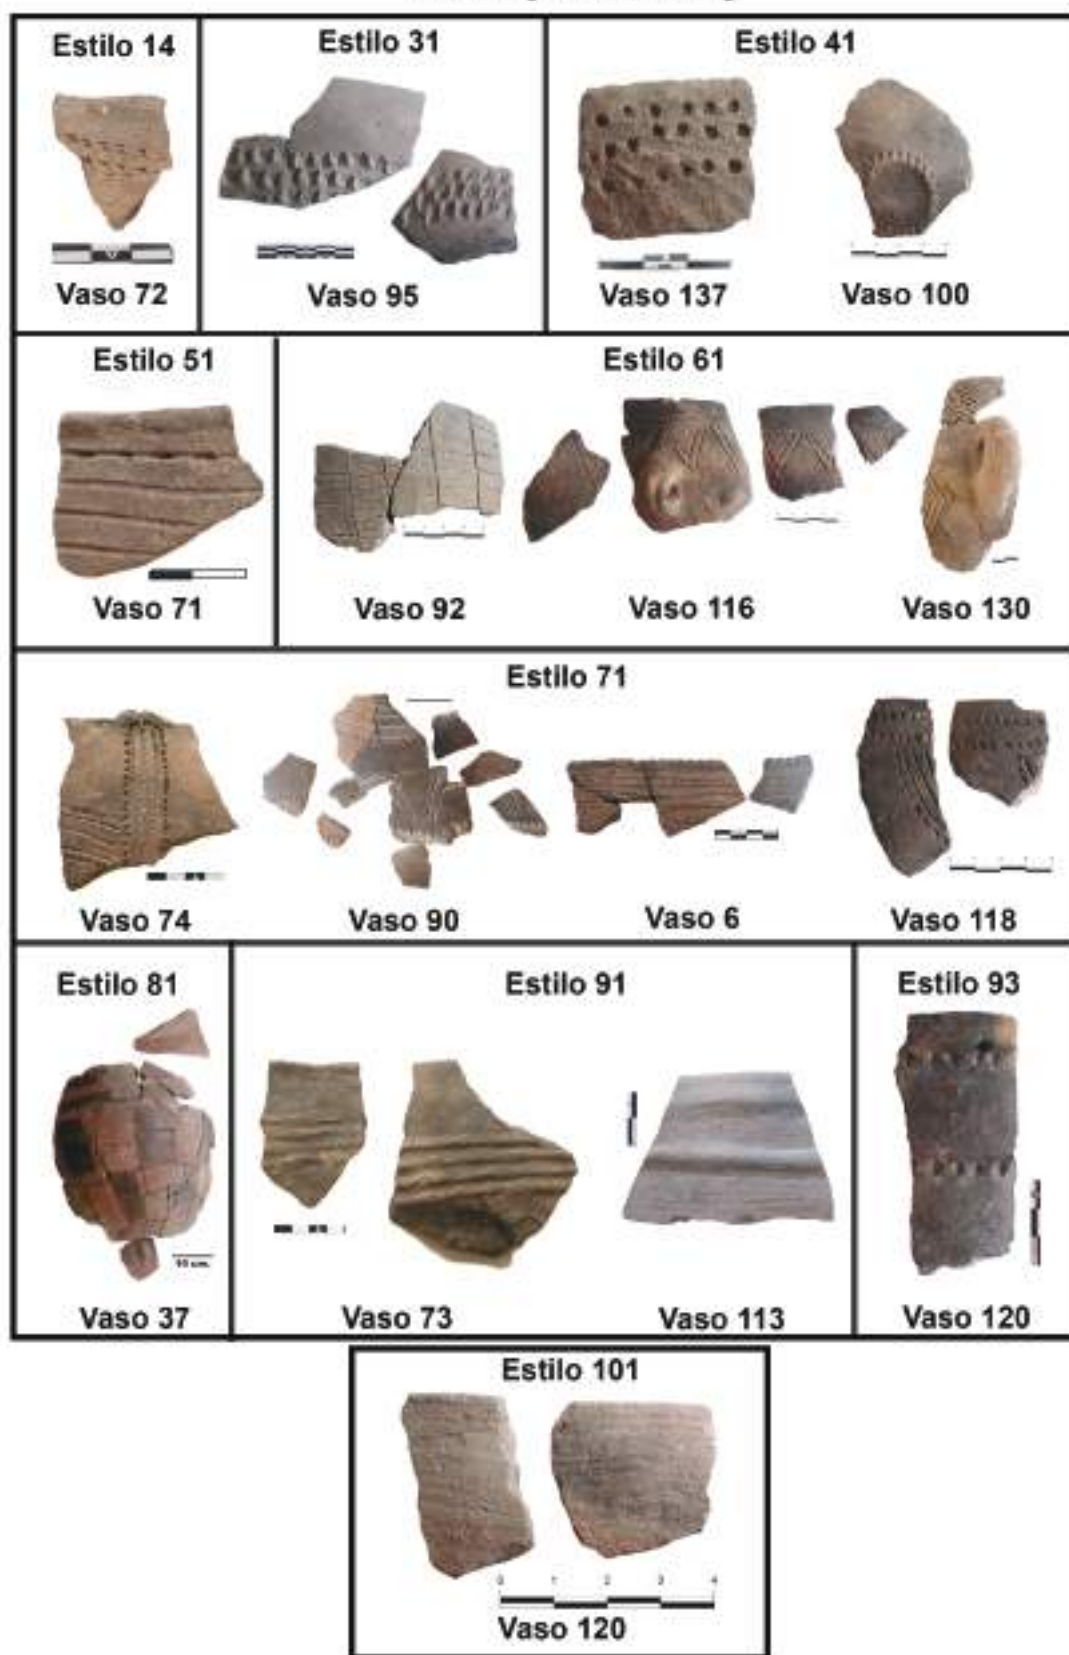 Estilo 14
Estilo 31
Estilo 41
Vaso 72
Vaso 95
Vaso 137
Vaso 100
Estilo 51
Estilo 61
Vaso 71
Vaso 92
Vaso 116
Vaso 130
Estilo 71
Vaso 74
Vaso 90
Vaso 6
Vaso 118
Estilo 81
Estilo 91
Estilo 93
10 cm.
Vaso 37
Vaso 73
Vaso 113
Vaso 120
Estilo 101
0 1 2 3 4
Vaso 120